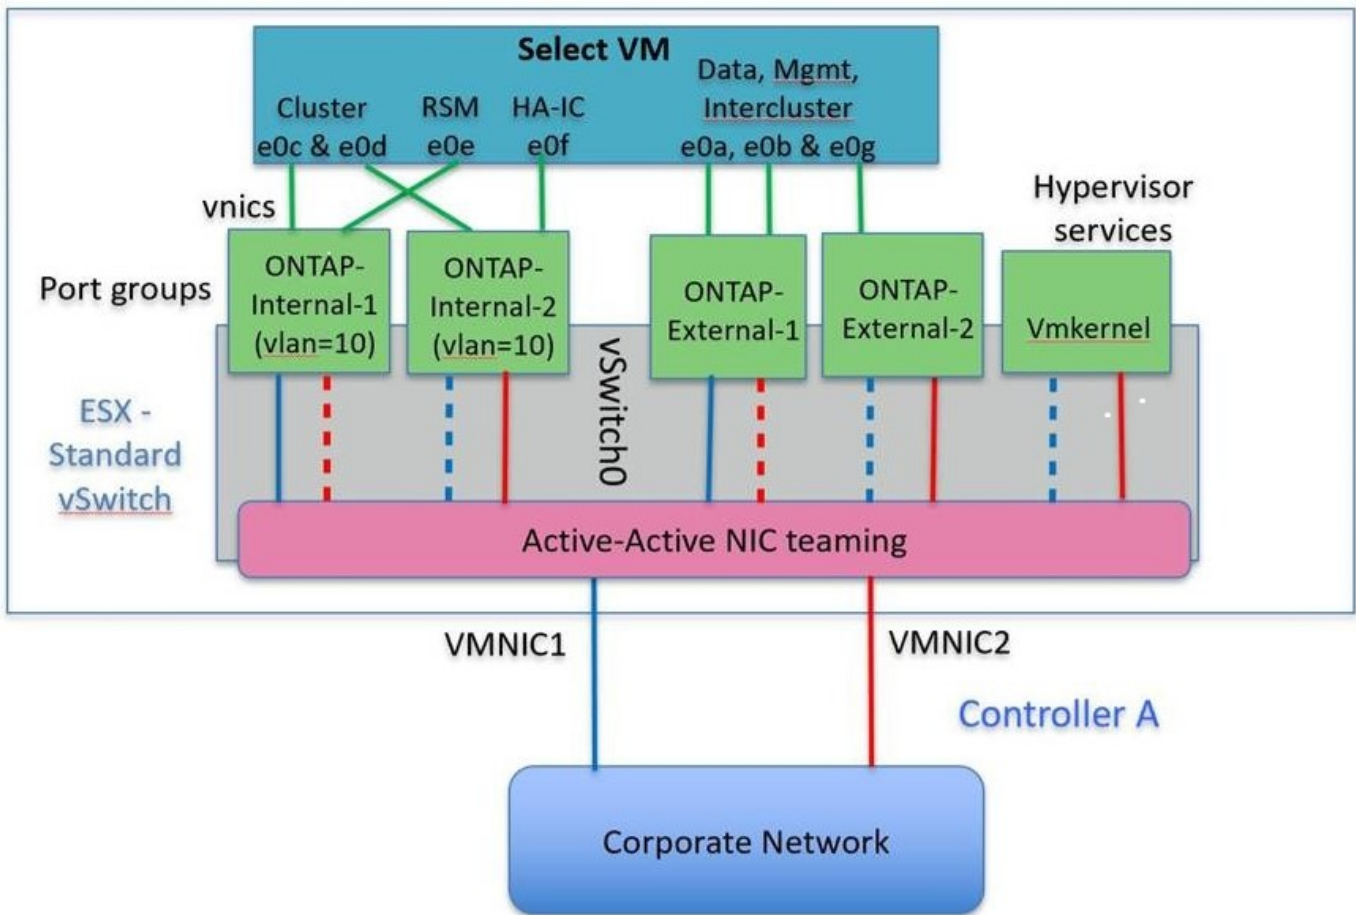 Select VM
Cluster
e0c & e0d
RSM
e0e
HA-IC
e0f
Data, Mgmt,
Intercluster
e0a, e0b & e0g
vnics
Hypervisor
services
Port groups
ONTAP-
Internal-1
(vlan=10)
ONTAP-
Internal-2
(vlan=10)
ONTAP-
External-1
ONTAP-
External-2
Vmkernel
vSwitch0
ESX -
Standard
vSwitch
Active-Active NIC teaming
VMNIC1
VMNIC2
Controller A
Corporate Network